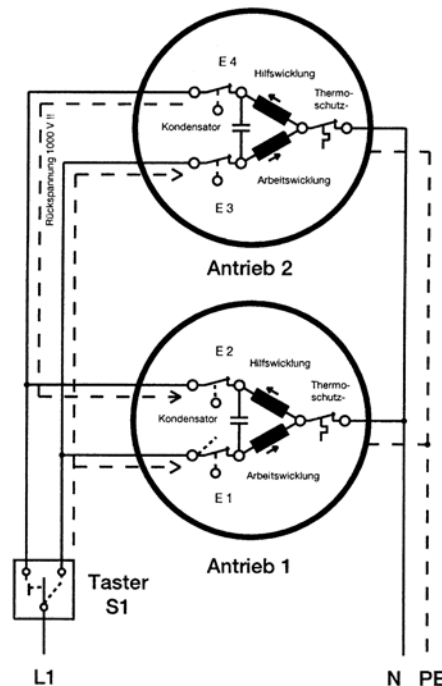 E 4
Hilfswicklung
Thermo-
schutz-
Kondensator
Rückspannung 1000 V !!
Arbeitswicklung
E 3
Antrieb 2
E 2
Hilfswicklung
Thermo-
schutz-
Kondensator
Arbeitswicklung
E 1
Antrieb 1
Taster
S1
L1
N
PE